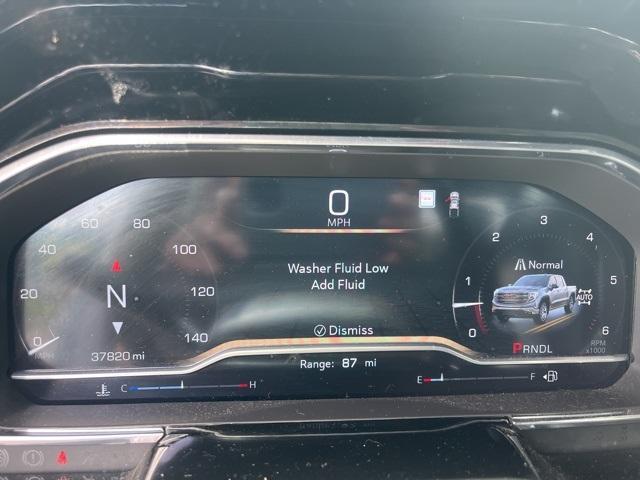 0
MPH
60
80
40
100
20
120
0
MPH
140
N
37820 mi
Washer Fluid Low
Add Fluid
Dismiss
Range: 87 mi
3
2
4
1
5
0
6
Normal
AUTO
PRNDL
RPM
x1000
C
H
E
F